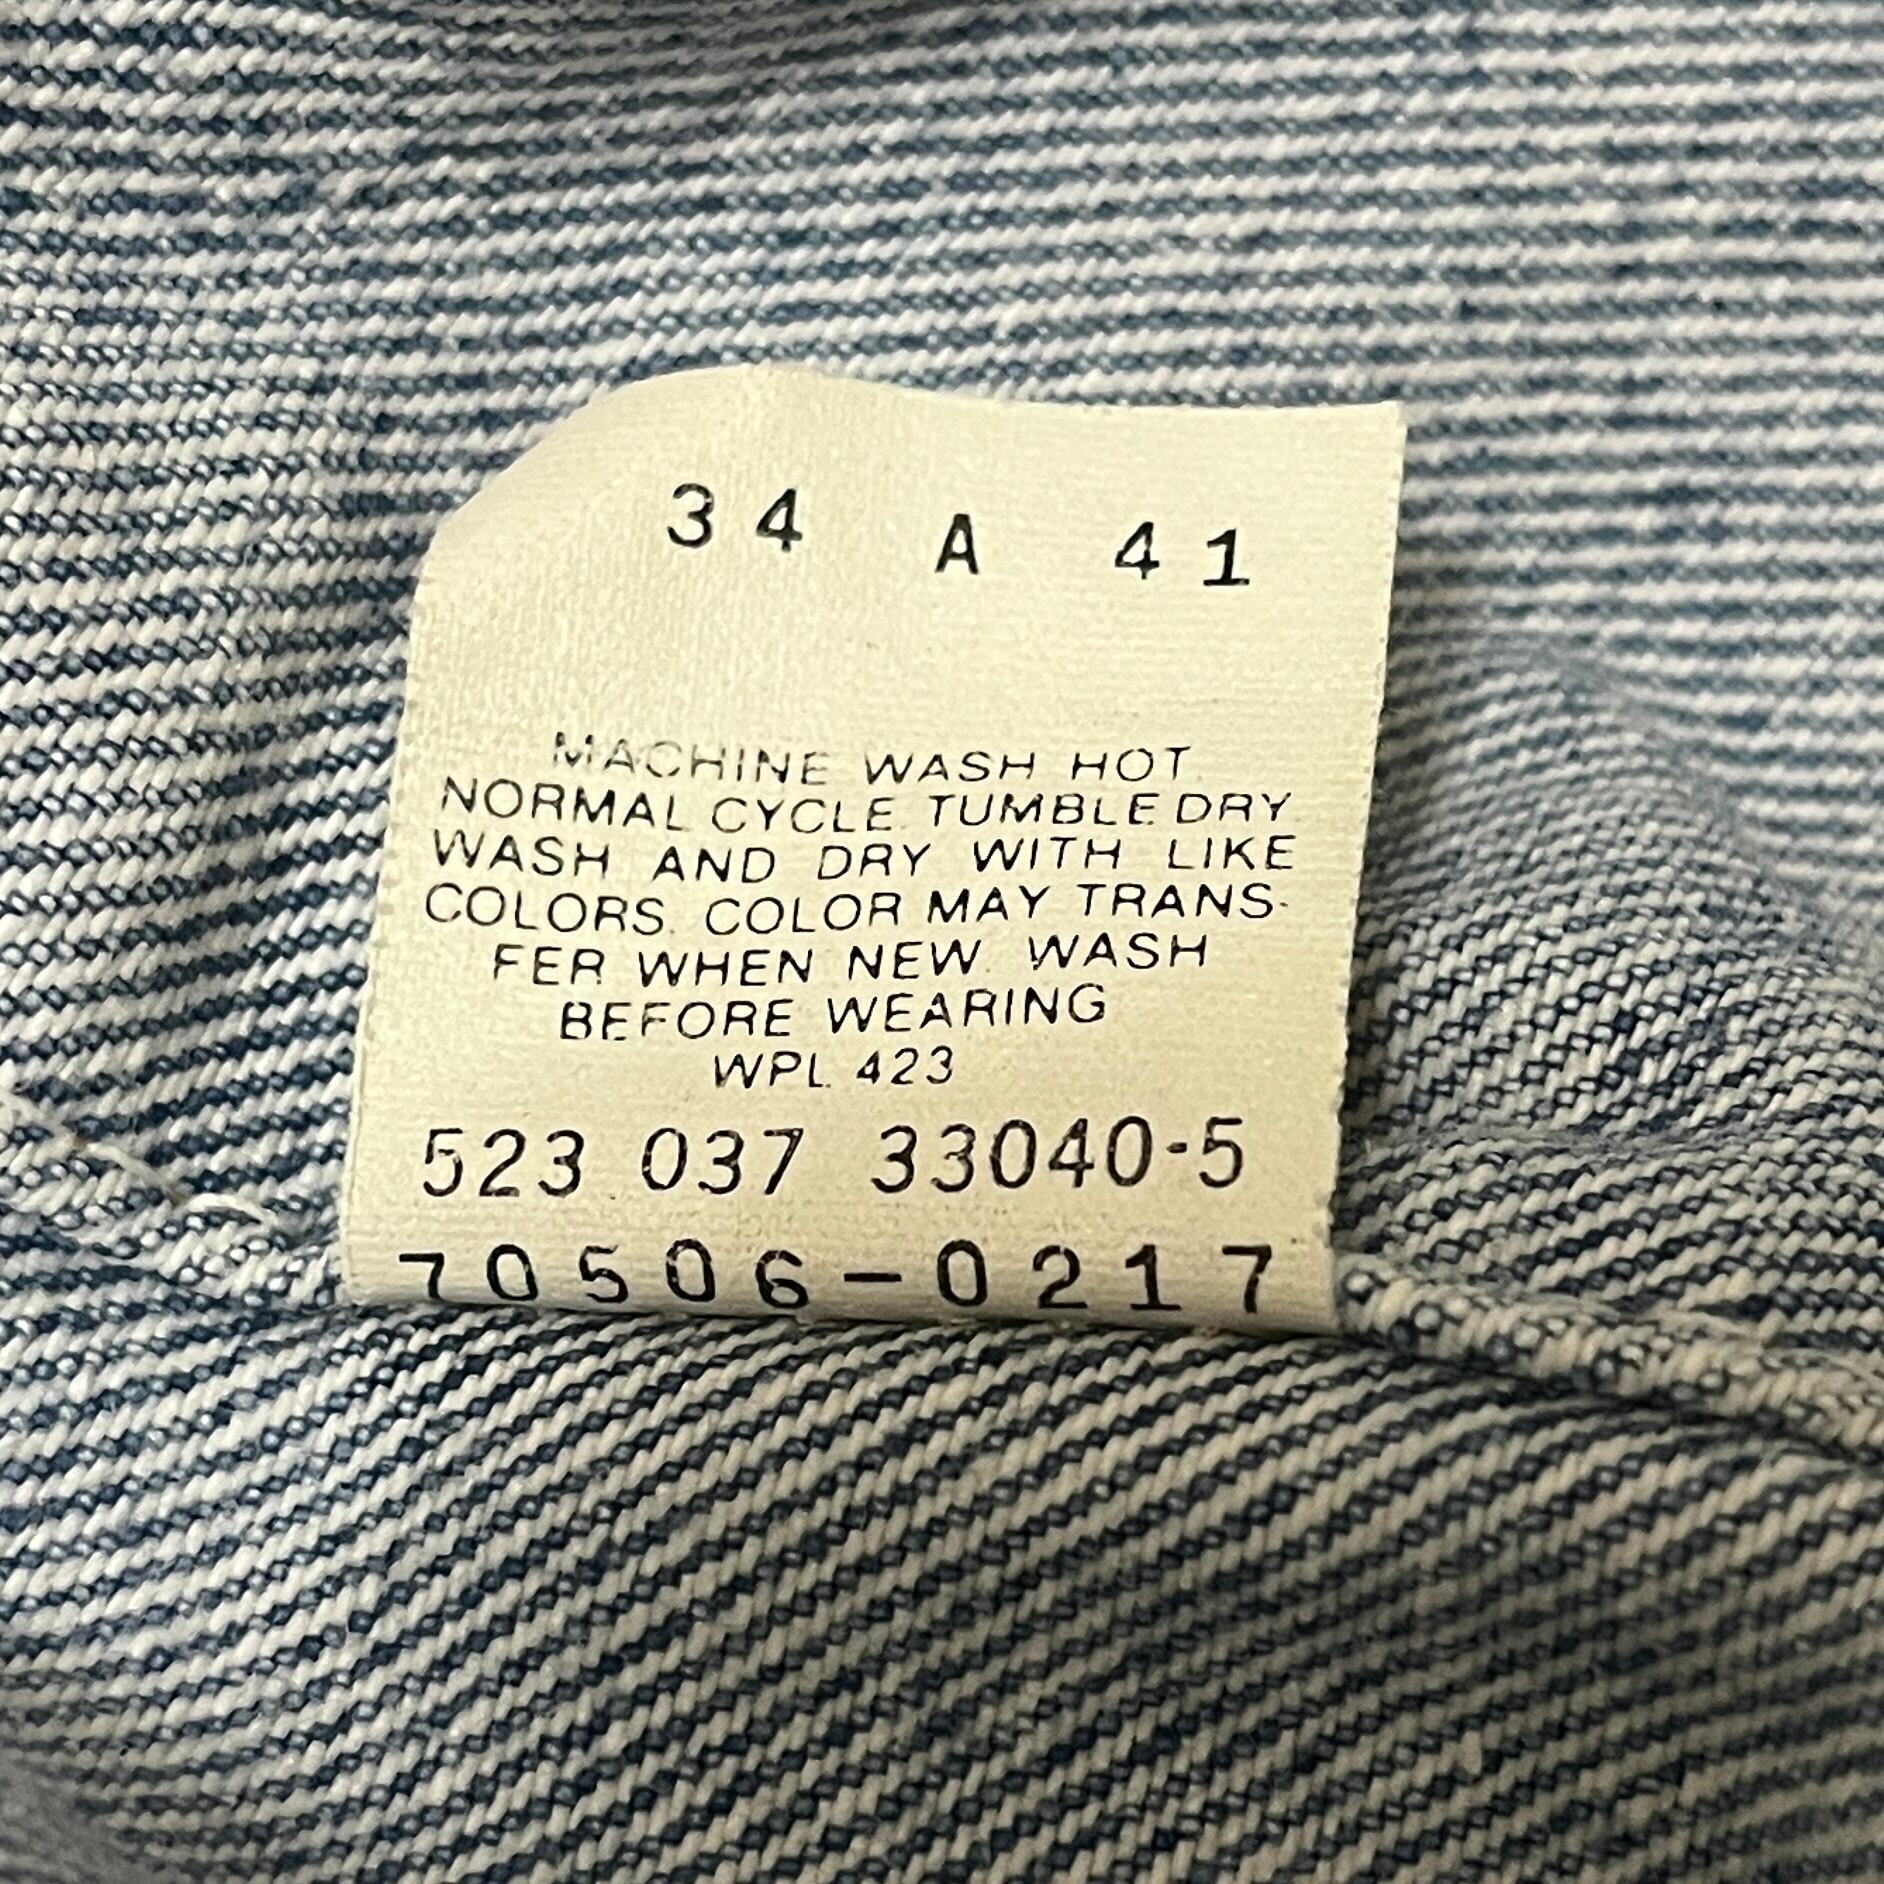 34 A 41
MACHINE WASH HOT
NORMAL CYCLE. TUMBLE DRY
WASH AND DRY WITH LIKE
COLORS. COLOR MAY TRANS-
FER WHEN NEW. WASH
BEFORE WEARING
WPL 423
523 037 33040-5
70506-0217